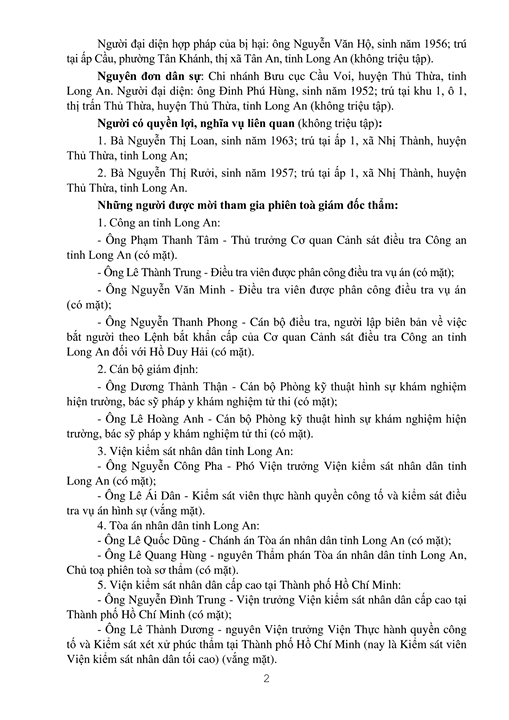 Người đại diện hợp pháp của bị hại: ông Nguyễn Văn Hộ, sinh năm 1956; trú
tại ấp Cầu, phường Tân Khánh, thị xã Tân An, tỉnh Long An (không triệu tập).
Nguyên đơn dân sự: Chi nhánh Bưu cục Cầu Voi, huyện Thủ Thừa, tỉnh
Long An. Người đại diện: ông Đinh Phú Hùng, sinh năm 1952; trú tại khu 1, ô 1,
thị trấn Thủ Thừa, huyện Thủ Thừa, tỉnh Long An (không triệu tập).
Người có quyền lợi, nghĩa vụ liên quan (không triệu tập):
1. Bà Nguyễn Thị Loan, sinh năm 1963; trú tại ấp 1, xã Nhị Thành, huyện
Thủ Thừa, tỉnh Long An;
2. Bà Nguyễn Thị Rưởi, sinh năm 1957; trú tại ấp 1, xã Nhị Thành, huyện
Thủ Thừa, tỉnh Long An.
Những người được mời tham gia phiên toà giám đốc thẩm:
1. Công an tỉnh Long An:
- Ông Phạm Thanh Tâm - Thủ trưởng Cơ quan Cảnh sát điều tra Công an
tỉnh Long An (có mặt).
- Ông Lê Thành Trung - Điều tra viên được phân công điều tra vụ án (có mặt);
- Ông Nguyễn Văn Minh - Điều tra viên được phân công điều tra vụ án
(có mặt);
- Ông Nguyễn Thanh Phong - Cán bộ điều tra, người lập biên bản về việc
bắt người theo Lệnh bắt khẩn cấp của Cơ quan Cảnh sát điều tra Công an tỉnh
Long An đối với Hồ Duy Hải (có mặt).
2. Cán bộ giám định:
- Ông Dương Thành Thận - Cán bộ Phòng kỹ thuật hình sự khám nghiệm
hiện trường, bác sỹ pháp y khám nghiệm tử thi (có mặt);
- Ông Lê Hoàng Anh - Cán bộ Phòng kỹ thuật hình sự khám nghiệm hiện
trường, bác sỹ pháp y khám nghiệm tử thi (có mặt).
3. Viện kiểm sát nhân dân tỉnh Long An:
- Ông Nguyễn Công Pha - Phó Viện trưởng Viện kiểm sát nhân dân tỉnh
Long An (có mặt);
- Ông Lê Ái Dân - Kiểm sát viên thực hành quyền công tố và kiểm sát điều
tra vụ án hình sự (vắng mặt).
4. Tòa án nhân dân tỉnh Long An:
- Ông Lê Quốc Dũng - Chánh án Tòa án nhân dân tỉnh Long An (có mặt);
- Ông Lê Quang Hùng - nguyên Thẩm phán Tòa án nhân dân tỉnh Long An,
Chủ toạ phiên toà sơ thẩm (có mặt).
5. Viện kiểm sát nhân dân cấp cao tại Thành phố Hồ Chí Minh:
- Ông Nguyễn Đình Trung - Viện trưởng Viện kiểm sát nhân dân cấp cao tại
Thành phố Hồ Chí Minh (có mặt);
- Ông Lê Thành Dương - nguyên Viện trưởng Viện Thực hành quyền công
tố và Kiểm sát xét xử phúc thẩm tại Thành phố Hồ Chí Minh (nay là Kiểm sát viên
Viện kiểm sát nhân dân tối cao) (vắng mặt).
2